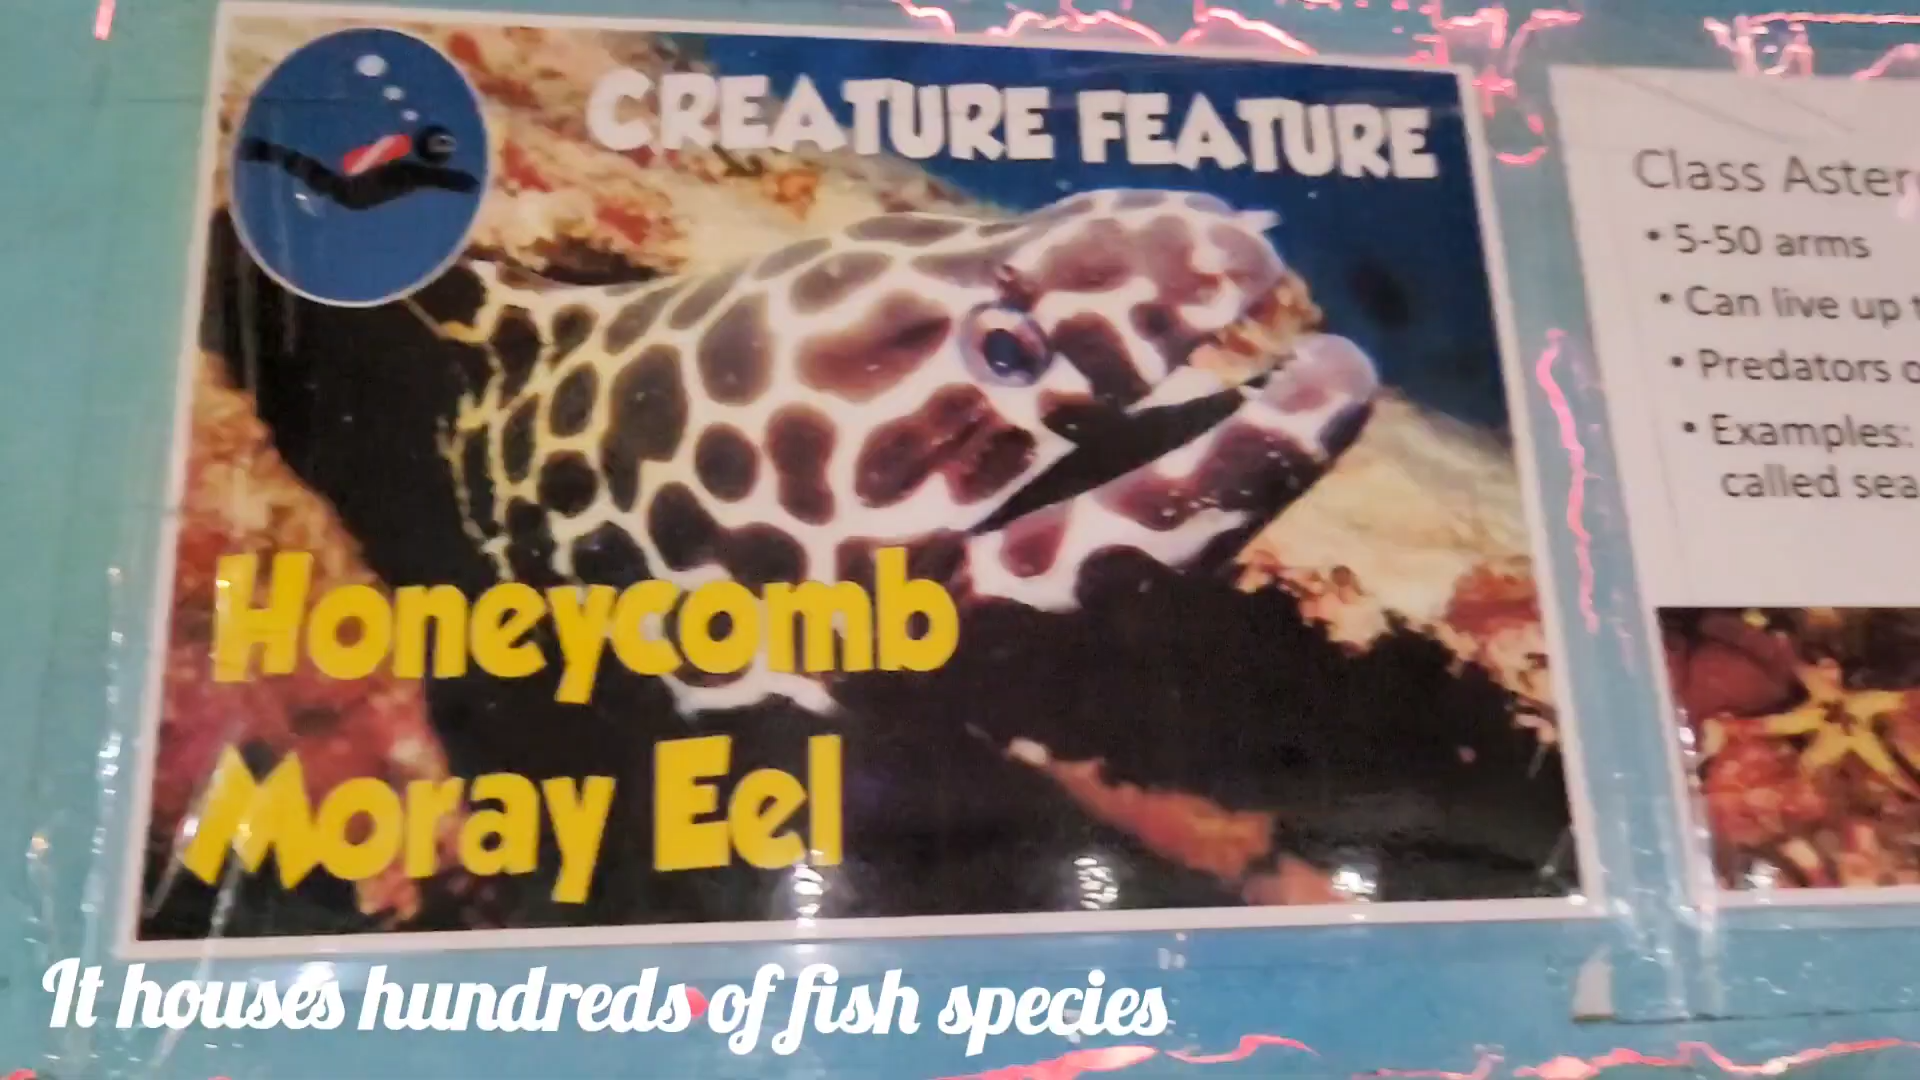 CREATURE FEATURE
Honeycomb
Moray Eel
Class Aster
• 5-50 arms
• Can live up
• Predators
• Examples:
called sea
It houses hundreds of fish species